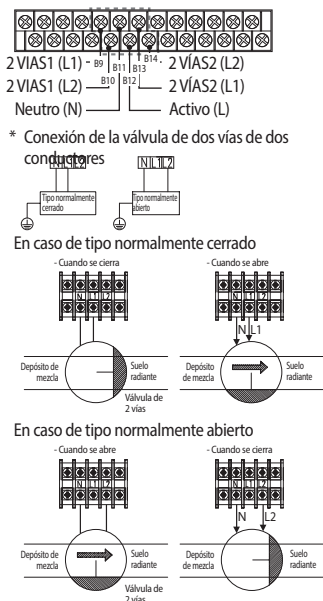 2 VIAS1 (L1) B9 B14 2 VÍAS2 (L2)
B11 B13
2 VIAS1 (L2) B10 B12 2 VÍAS2 (L1)
Neutro (N) Activo (L)
* Conexión de la válvula de dos vías de dos
conductores
N L1 L2 N L1 L2
Tipo normalmente
cerrado
Tipo normalmente
abierto
En caso de tipo normalmente cerrado
- Cuando se cierra - Cuando se abre
N L1 L2 N L1 L2
N L1
Depósito de
mezcla
Suelo
radiante
Válvula de
2 vías
Depósito
de mezcla
Suelo
radiante
En caso de tipo normalmente abierto
- Cuando se abre - Cuando se cierra
N L1 L2 N L1 L2
N L2
Depósito de
mezcla
Suelo
radiante
Válvula de
2 vías
Depósito de
mezcla
Suelo
radiante